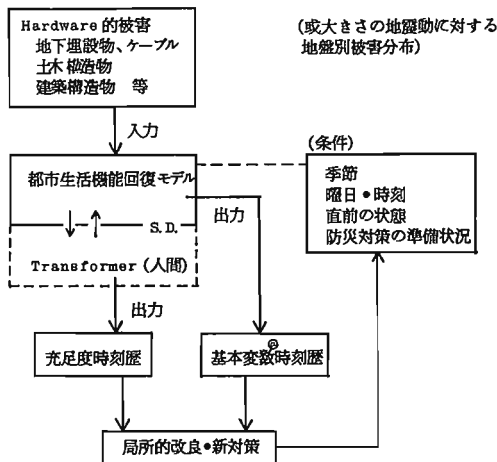 Hardware 的被害
地下埋設物、ケーブル
土木構造物
建築構造物 等
(或大きさの地震動に対する
地盤別被害分布)
入力
(条件)
都市生活機能回復モデル
季節
曜日・時刻
直前の状態
防災対策の準備状況
出力
S.D.
Transformer (人間)
出力
充足度時刻歴
基本変数時刻歴
局所的改良・新対策